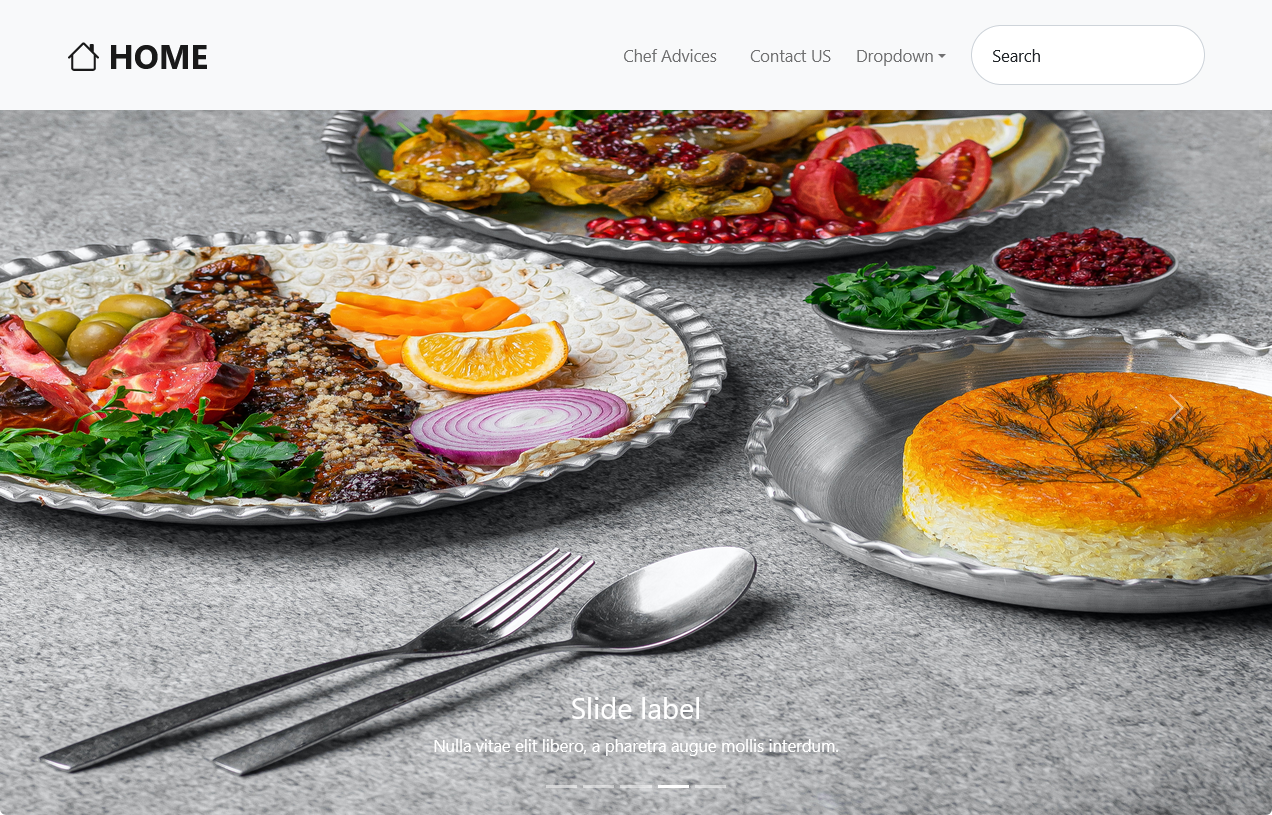 HOME
Chef Advices
Contact US
Dropdown
Search
Slide label
Nulla vitae elit libero, a pharetra augue mollis interdum.